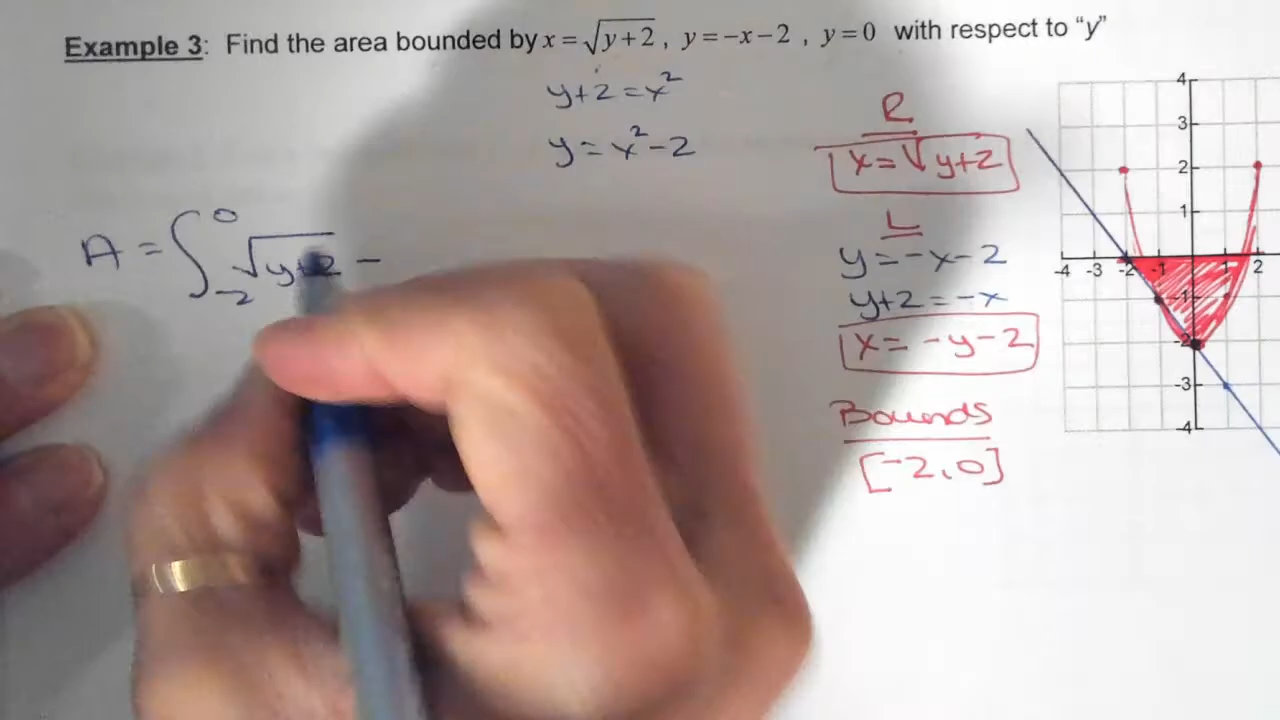 Example 3: Find the area bounded by x = √(y+2) , y = −x−2 , y = 0 with respect to “y”
y+2 = x²
y = x² − 2
A = ∫₋₂⁰ √(y+2) −
R
x = √(y+2)
L
y = −x − 2
y+2 = −x
x = −y − 2
Bounds
[−2, 0]
4
3
2
1
-4 -3 -2 -1 1 2
-1
-2
-3
-4